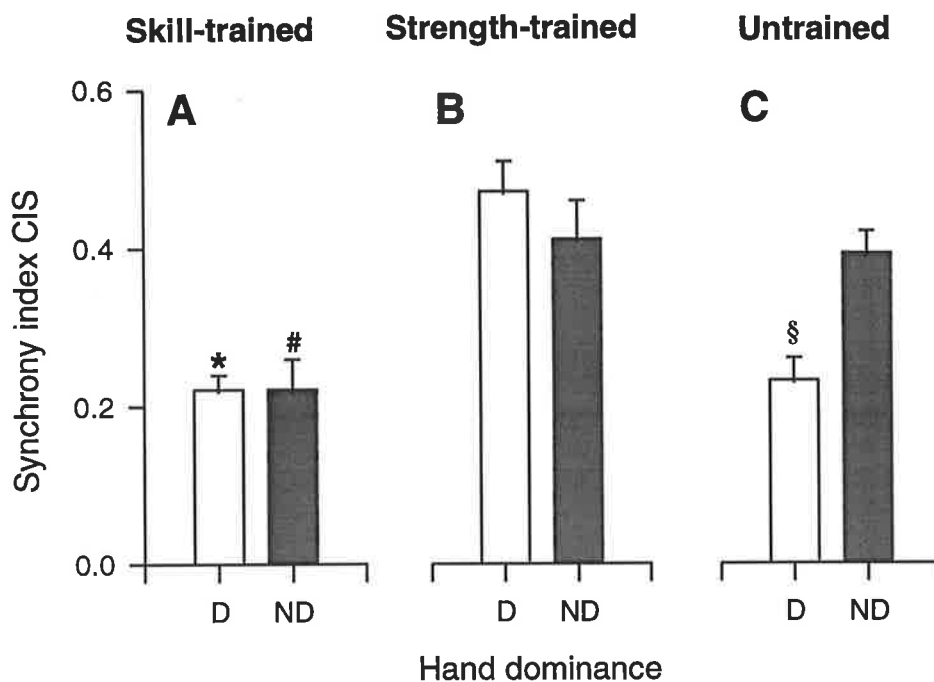 Skill-trained Strength-trained Untrained
0.6 A B C
Synchrony index CIS
0.4
* # §
0.2
0.0
D ND D ND D ND
Hand dominance